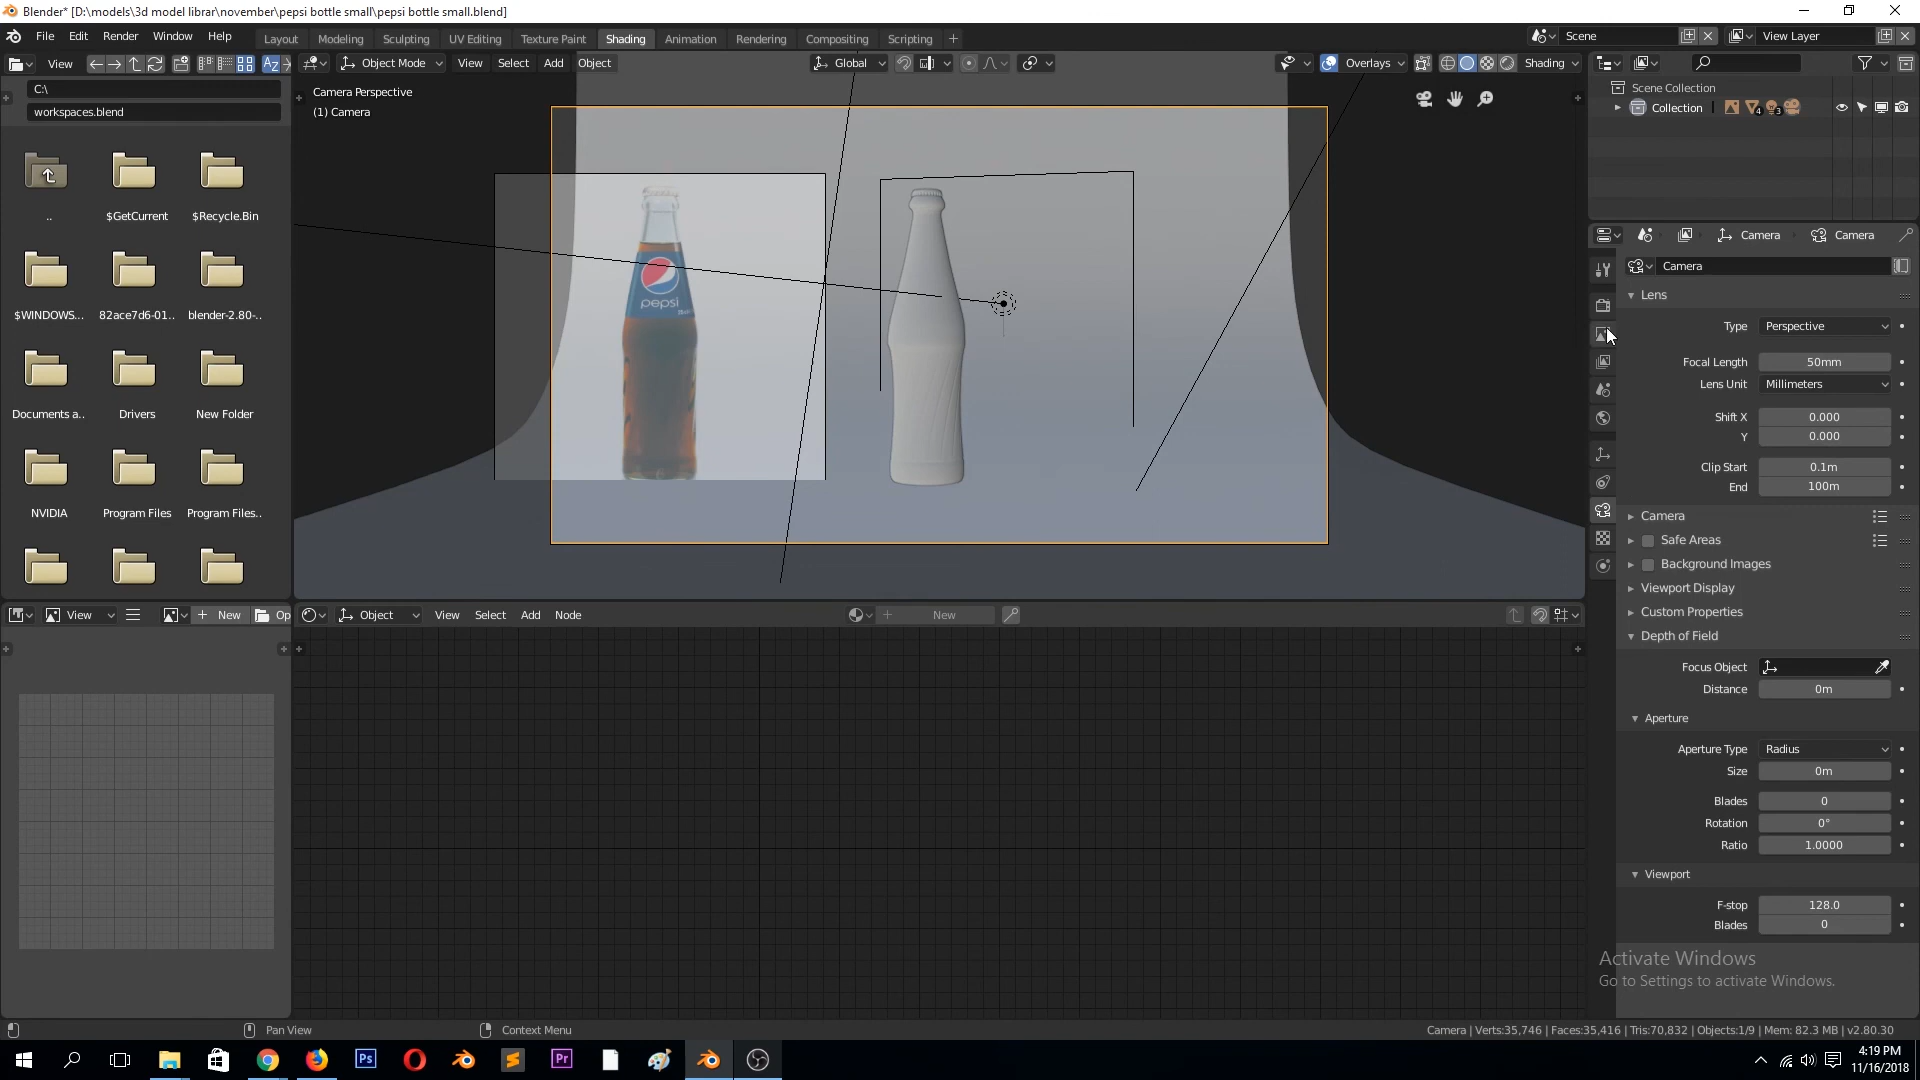 Blender* [D:\models\3d model librar\november\pepsi bottle small\pepsi bottle small.blend]
File Edit Render Window Help
Layout Modeling Sculpting UV Editing Texture Paint Shading Animation Rendering Compositing Scripting
Scene View Layer
View
Object Mode View Select Add Object Global Overlays Shading
C:\
workspaces.blend
Camera Perspective
(1) Camera
Scene Collection
Collection
4 3
.. $GetCurrent $Recycle.Bin
$WINDOWS... 82ace7d6-01.. blender-2.80-..
Documents a.. Drivers New Folder
NVIDIA Program Files Program Files..
pepsi
Camera Camera
Camera
Lens
Type Perspective
Focal Length 50mm
Lens Unit Millimeters
Shift X 0.000
Y 0.000
Clip Start 0.1m
End 100m
Camera
Safe Areas
Background Images
Viewport Display
Custom Properties
Depth of Field
Focus Object
Distance 0m
Aperture
Aperture Type Radius
Size 0m
Blades 0
Rotation 0°
Ratio 1.0000
Viewport
F-stop 128.0
Blades 0
View New Op
Object View Select Add Node New
Activate Windows
Go to Settings to activate Windows.
Pan View Context Menu
Camera | Verts:35,746 | Faces:35,416 | Tris:70,832 | Objects:1/9 | Mem: 82.3 MB | v2.80.30
Ps Pr
4:19 PM
11/16/2018